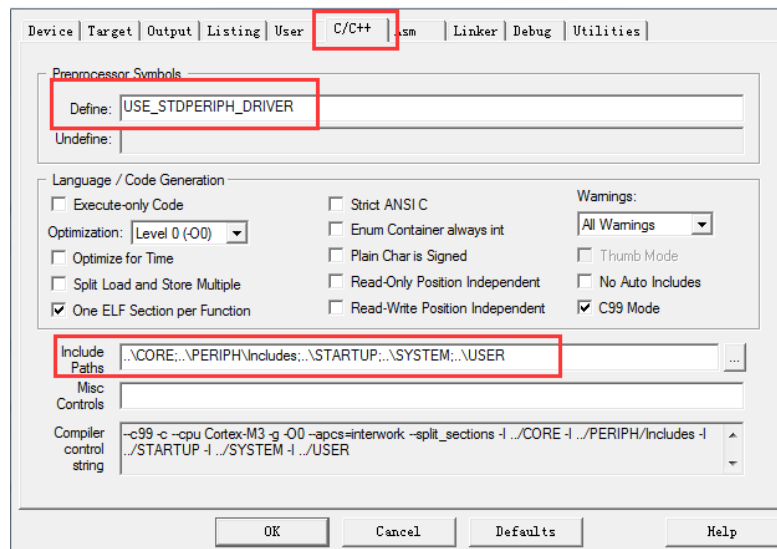 Device Target Output Listing User C/C++ Asm Linker Debug Utilities
Preprocessor Symbols
Define: USE_STDPERIPH_DRIVER
Undefine:
Language / Code Generation
Execute-only Code
Strict ANSI C
Warnings:
Optimization: Level 0 (-O0)
Enum Container always int
All Warnings
Optimize for Time
Plain Char is Signed
Thumb Mode
Split Load and Store Multiple
Read-Only Position Independent
No Auto Includes
One ELF Section per Function
Read-Write Position Independent
C99 Mode
Include
Paths
..\CORE;..\PERIPH\Includes;..\STARTUP;..\SYSTEM;..\USER
...
Misc
Controls
Compiler
control
string
--c99 -c --cpu Cortex-M3 -g -O0 --apcs=interwork --split_sections -I ../CORE -I ../PERIPH/Includes -I
../STARTUP -I ../SYSTEM -I ../USER
OK Cancel Defaults Help